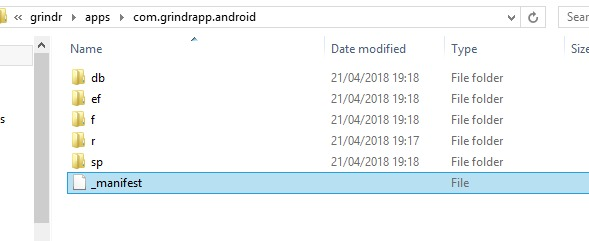 « grindr ▸ apps ▸ com.grindrapp.android Sear
Name Date modified Type Size
db 21/04/2018 19:18 File folder
ef 21/04/2018 19:18 File folder
s
f 21/04/2018 19:18 File folder
r 21/04/2018 19:17 File folder
sp 21/04/2018 19:18 File folder
_manifest File